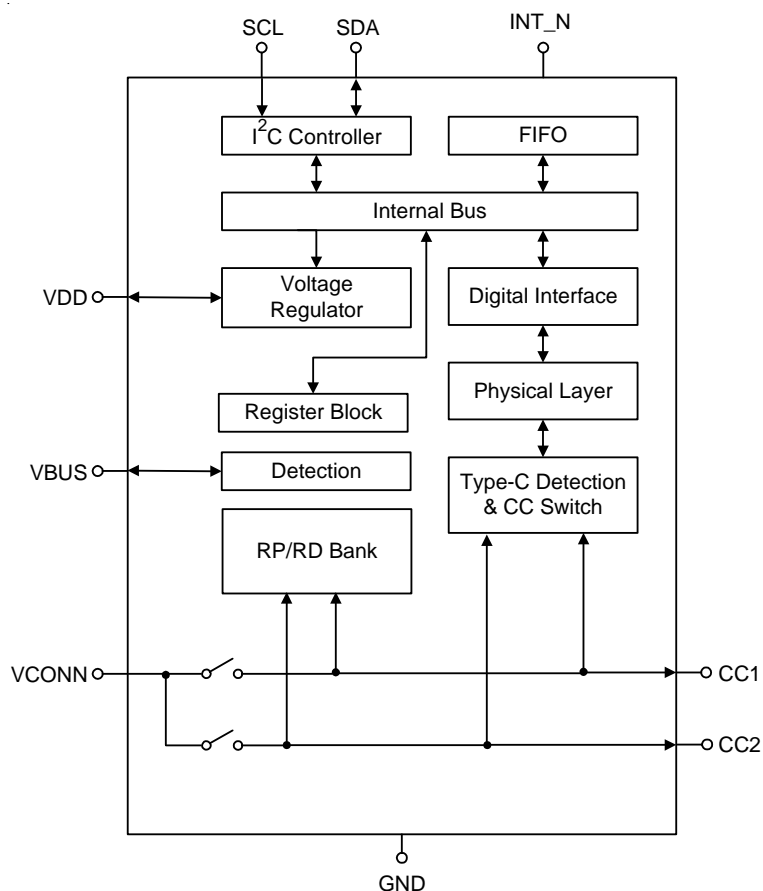 SCL
SDA
INT_N
I²C Controller
FIFO
Internal Bus
VDD
Voltage
Regulator
Digital Interface
Physical Layer
Register Block
VBUS
Detection
Type-C Detection
& CC Switch
RP/RD Bank
VCONN
CC1
CC2
GND